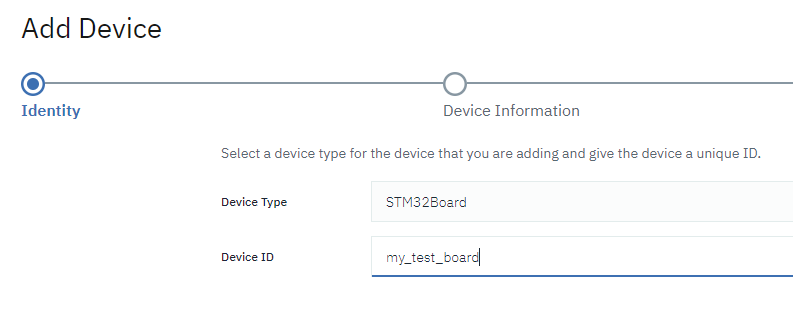 Add Device
Identity
Device Information
Select a device type for the device that you are adding and give the device a unique ID.
Device Type
STM32Board
Device ID
my_test_board